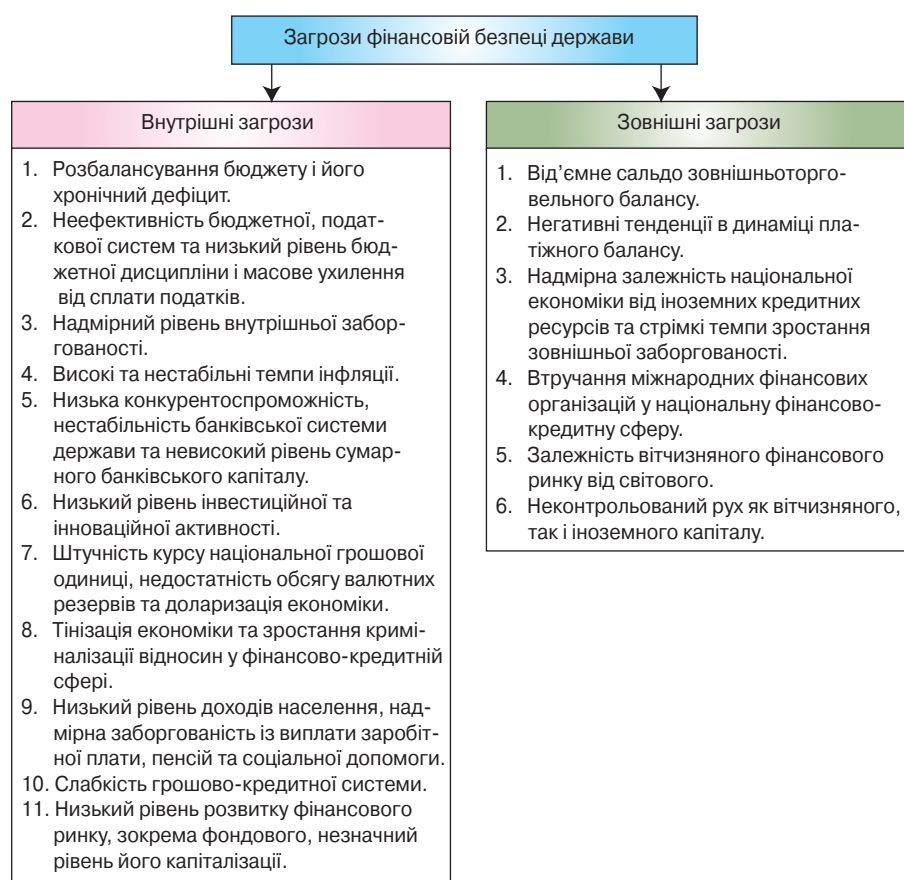 Загрози фінансовій безпеці держави
Внутрішні загрози
1. Розбалансування бюджету і його
хронічний дефіцит.
2. Неефективність бюджетної, подат-
кової систем та низький рівень бюд-
жетної дисципліни і масове ухилення
від сплати податків.
3. Надмірний рівень внутрішньої забор-
гованості.
4. Високі та нестабільні темпи інфляції.
5. Низька конкурентоспроможність,
нестабільність банківської системи
держави та невисокий рівень сумар-
ного банківського капіталу.
6. Низький рівень інвестиційної та
інноваційної активності.
7. Штучність курсу національної грошової
одиниці, недостатність обсягу валютних
резервів та доларизація економіки.
8. Тінізація економіки та зростання кримі-
налізації відносин у фінансово-кредитній
сфері.
9. Низький рівень доходів населення, над-
мірна заборгованість із виплати заробіт-
ної плати, пенсій та соціальної допомоги.
10. Слабкість грошово-кредитної системи.
11. Низький рівень розвитку фінансового
ринку, зокрема фондового, незначний
рівень його капіталізації.
Зовнішні загрози
1. Від’ємне сальдо зовнішньоторго-
вельного балансу.
2. Негативні тенденції в динаміці пла-
тіжного балансу.
3. Надмірна залежність національної
економіки від іноземних кредитних
ресурсів та стрімкі темпи зростання
зовнішньої заборгованості.
4. Втручання міжнародних фінансових
організацій у національну фінансово-
кредитну сферу.
5. Залежність вітчизняного фінансового
ринку від світового.
6. Неконтрольований рух як вітчизняного,
так і іноземного капіталу.